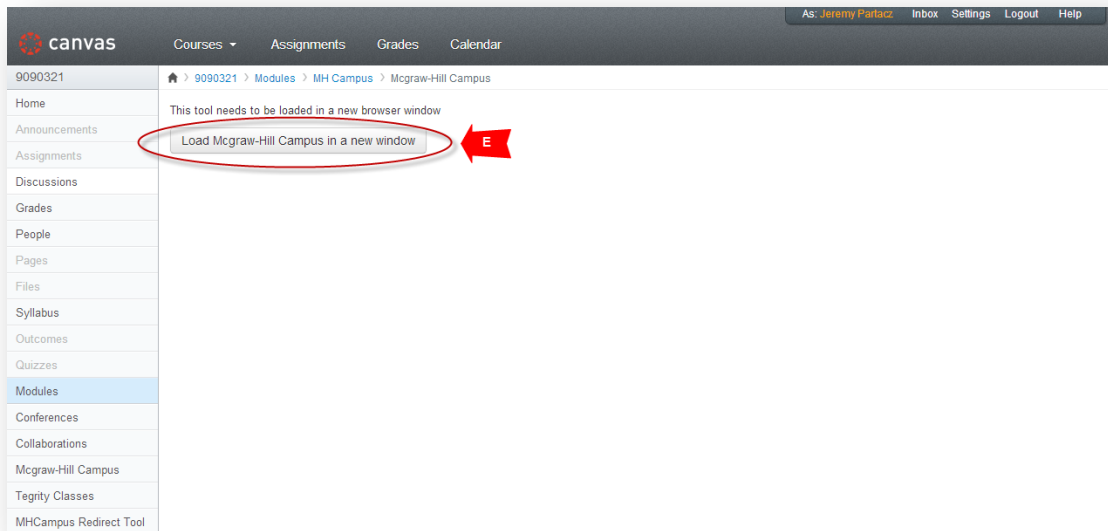 As: Jeremy Partacz Inbox Settings Logout Help
canvas Courses Assignments Grades Calendar
9090321
9090321 > Modules > MH Campus > Mcgraw-Hill Campus
Home
Announcements
Assignments
Discussions
Grades
People
Pages
Files
Syllabus
Outcomes
Quizzes
Modules
Conferences
Collaborations
Mcgraw-Hill Campus
Tegrity Classes
MHCampus Redirect Tool
This tool needs to be loaded in a new browser window
Load Mcgraw-Hill Campus in a new window
E